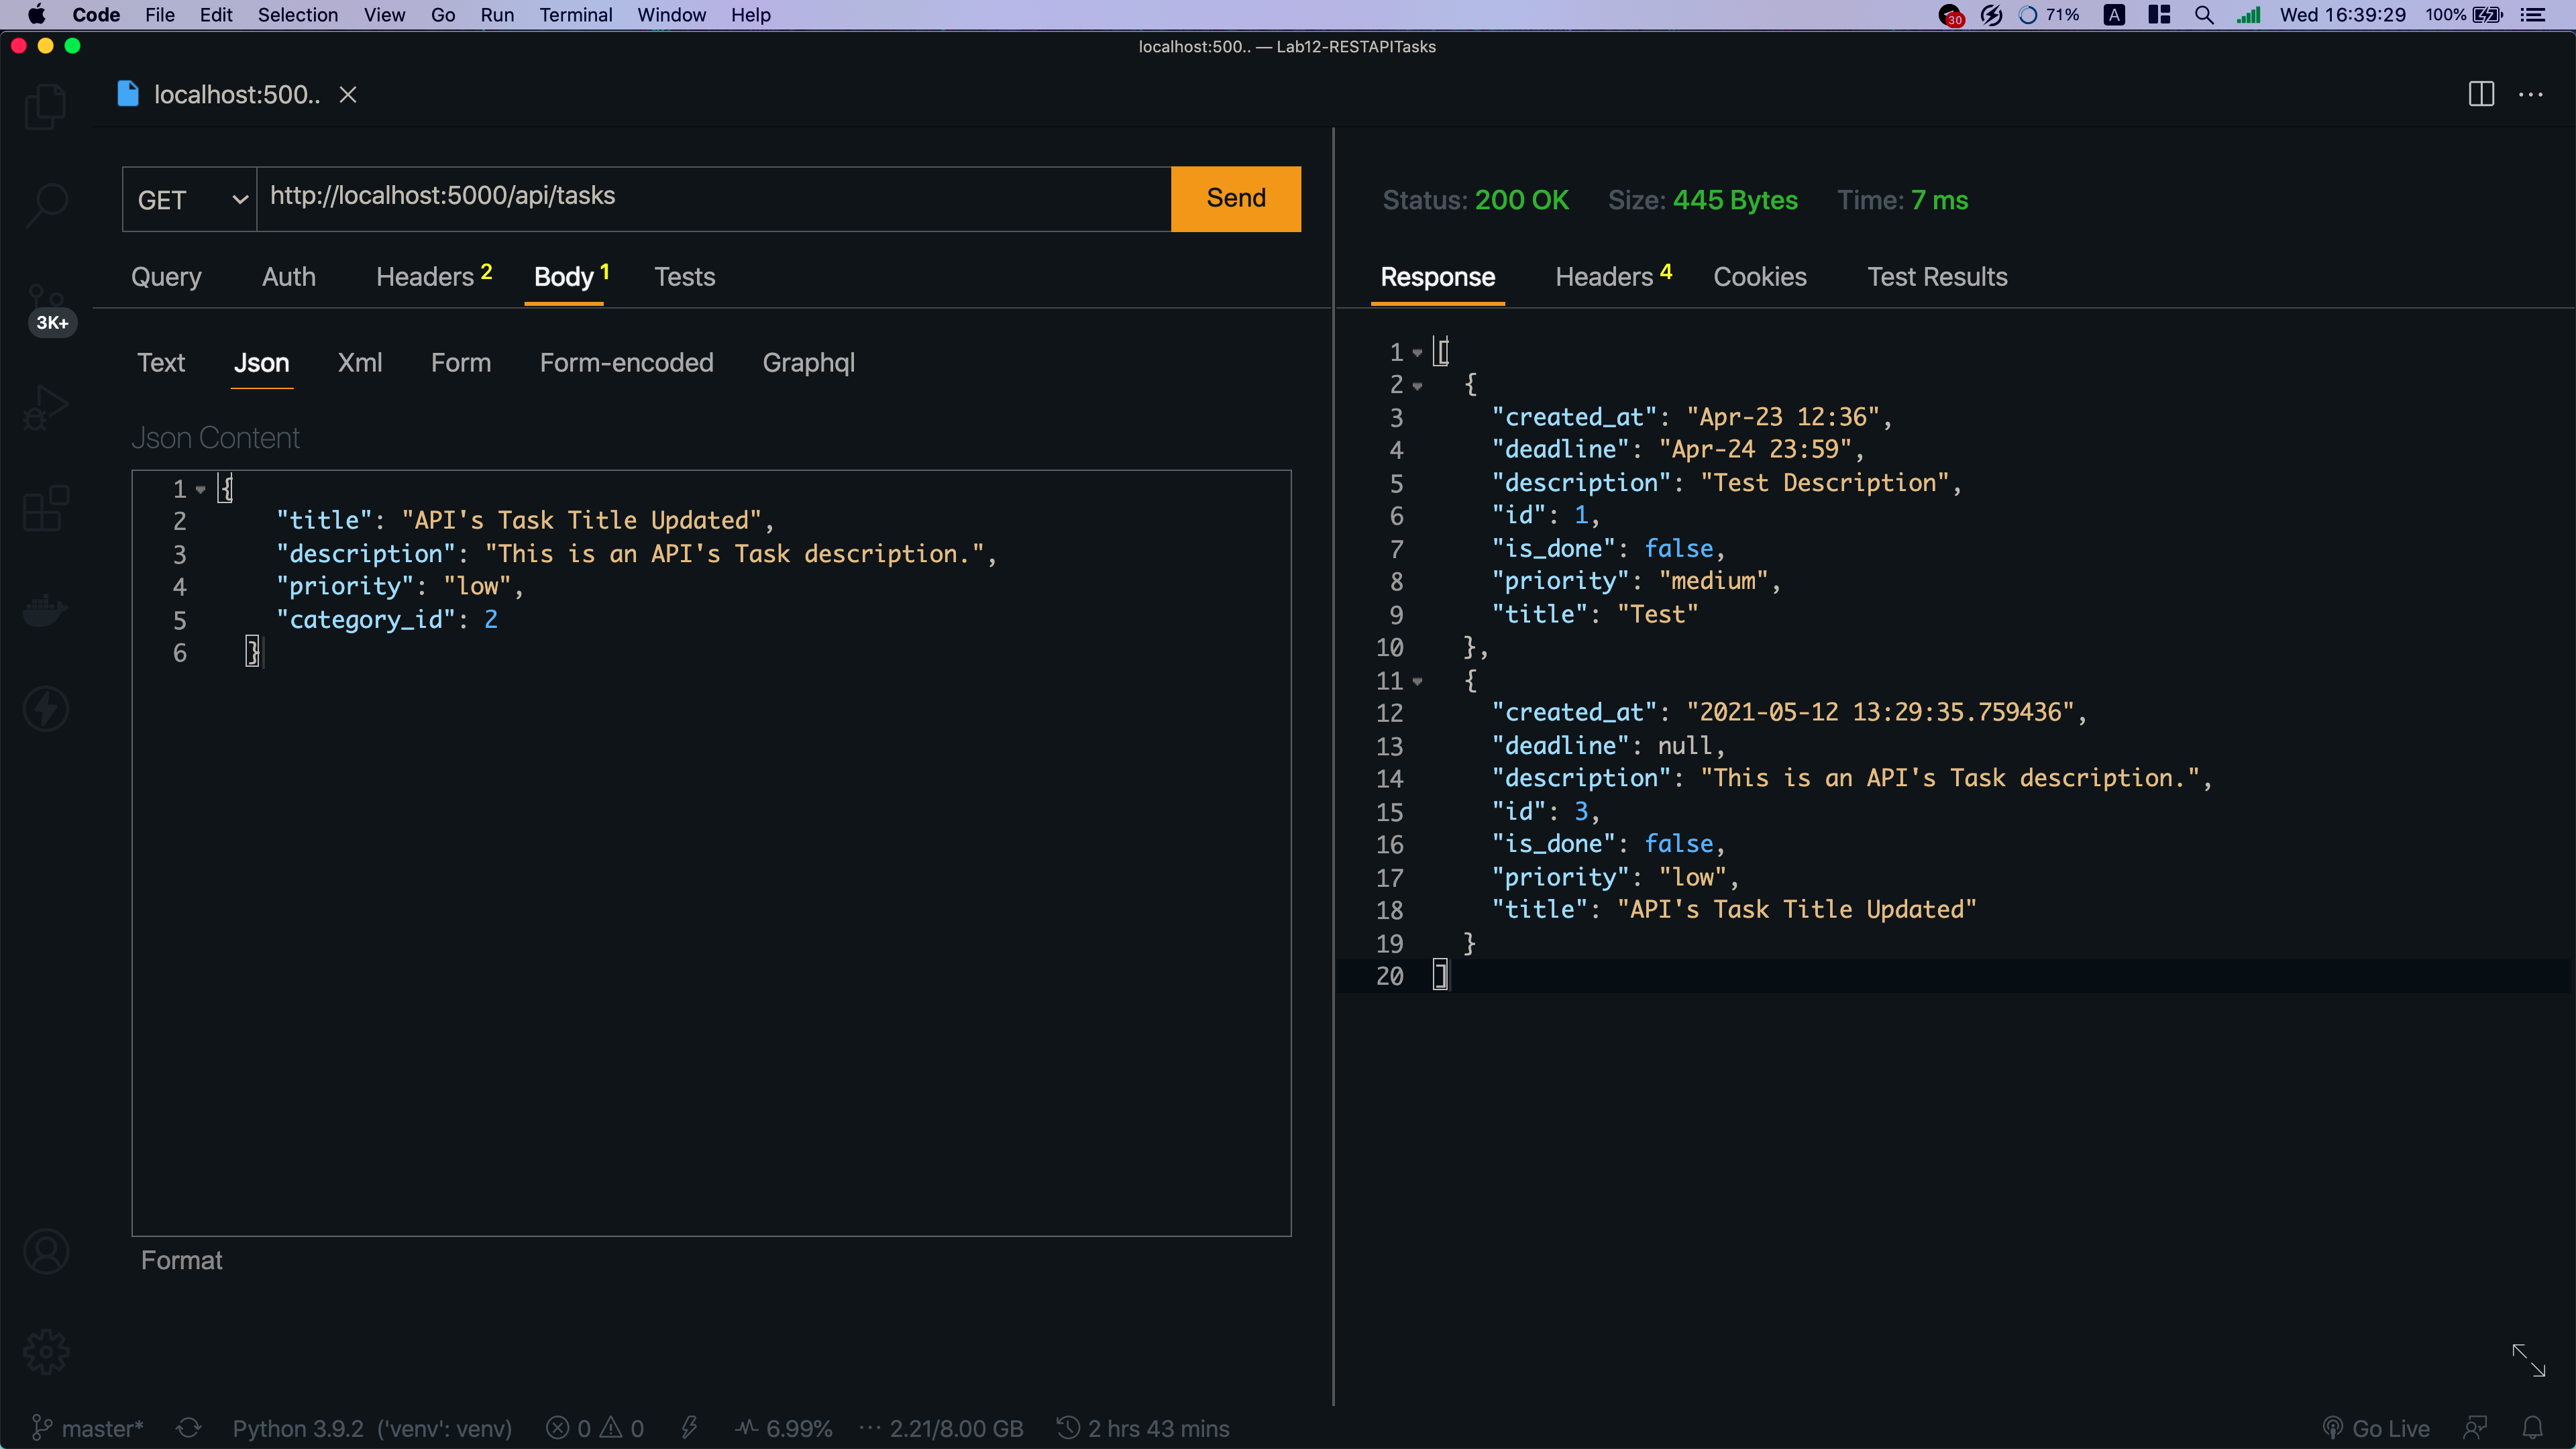 Code File Edit Selection View Go Run Terminal Window Help 30 71% A Wed 16:39:29 100%
localhost:500.. — Lab12-RESTAPITasks
localhost:500..
GET http://localhost:5000/api/tasks Send
Query Auth Headers 2 Body 1 Tests
3K+
Text Json Xml Form Form-encoded Graphql
Json Content
1 {
2 "title": "API's Task Title Updated",
3 "description": "This is an API's Task description.",
4 "priority": "low",
5 "category_id": 2
6 }
Format
Status: 200 OK Size: 445 Bytes Time: 7 ms
Response Headers 4 Cookies Test Results
1 [
2 {
3 "created_at": "Apr-23 12:36",
4 "deadline": "Apr-24 23:59",
5 "description": "Test Description",
6 "id": 1,
7 "is_done": false,
8 "priority": "medium",
9 "title": "Test"
10 },
11 {
12 "created_at": "2021-05-12 13:29:35.759436",
13 "deadline": null,
14 "description": "This is an API's Task description.",
15 "id": 3,
16 "is_done": false,
17 "priority": "low",
18 "title": "API's Task Title Updated"
19 }
20 ]
master* Python 3.9.2 ('venv': venv) 0 0 6.99% ··· 2.21/8.00 GB 2 hrs 43 mins Go Live